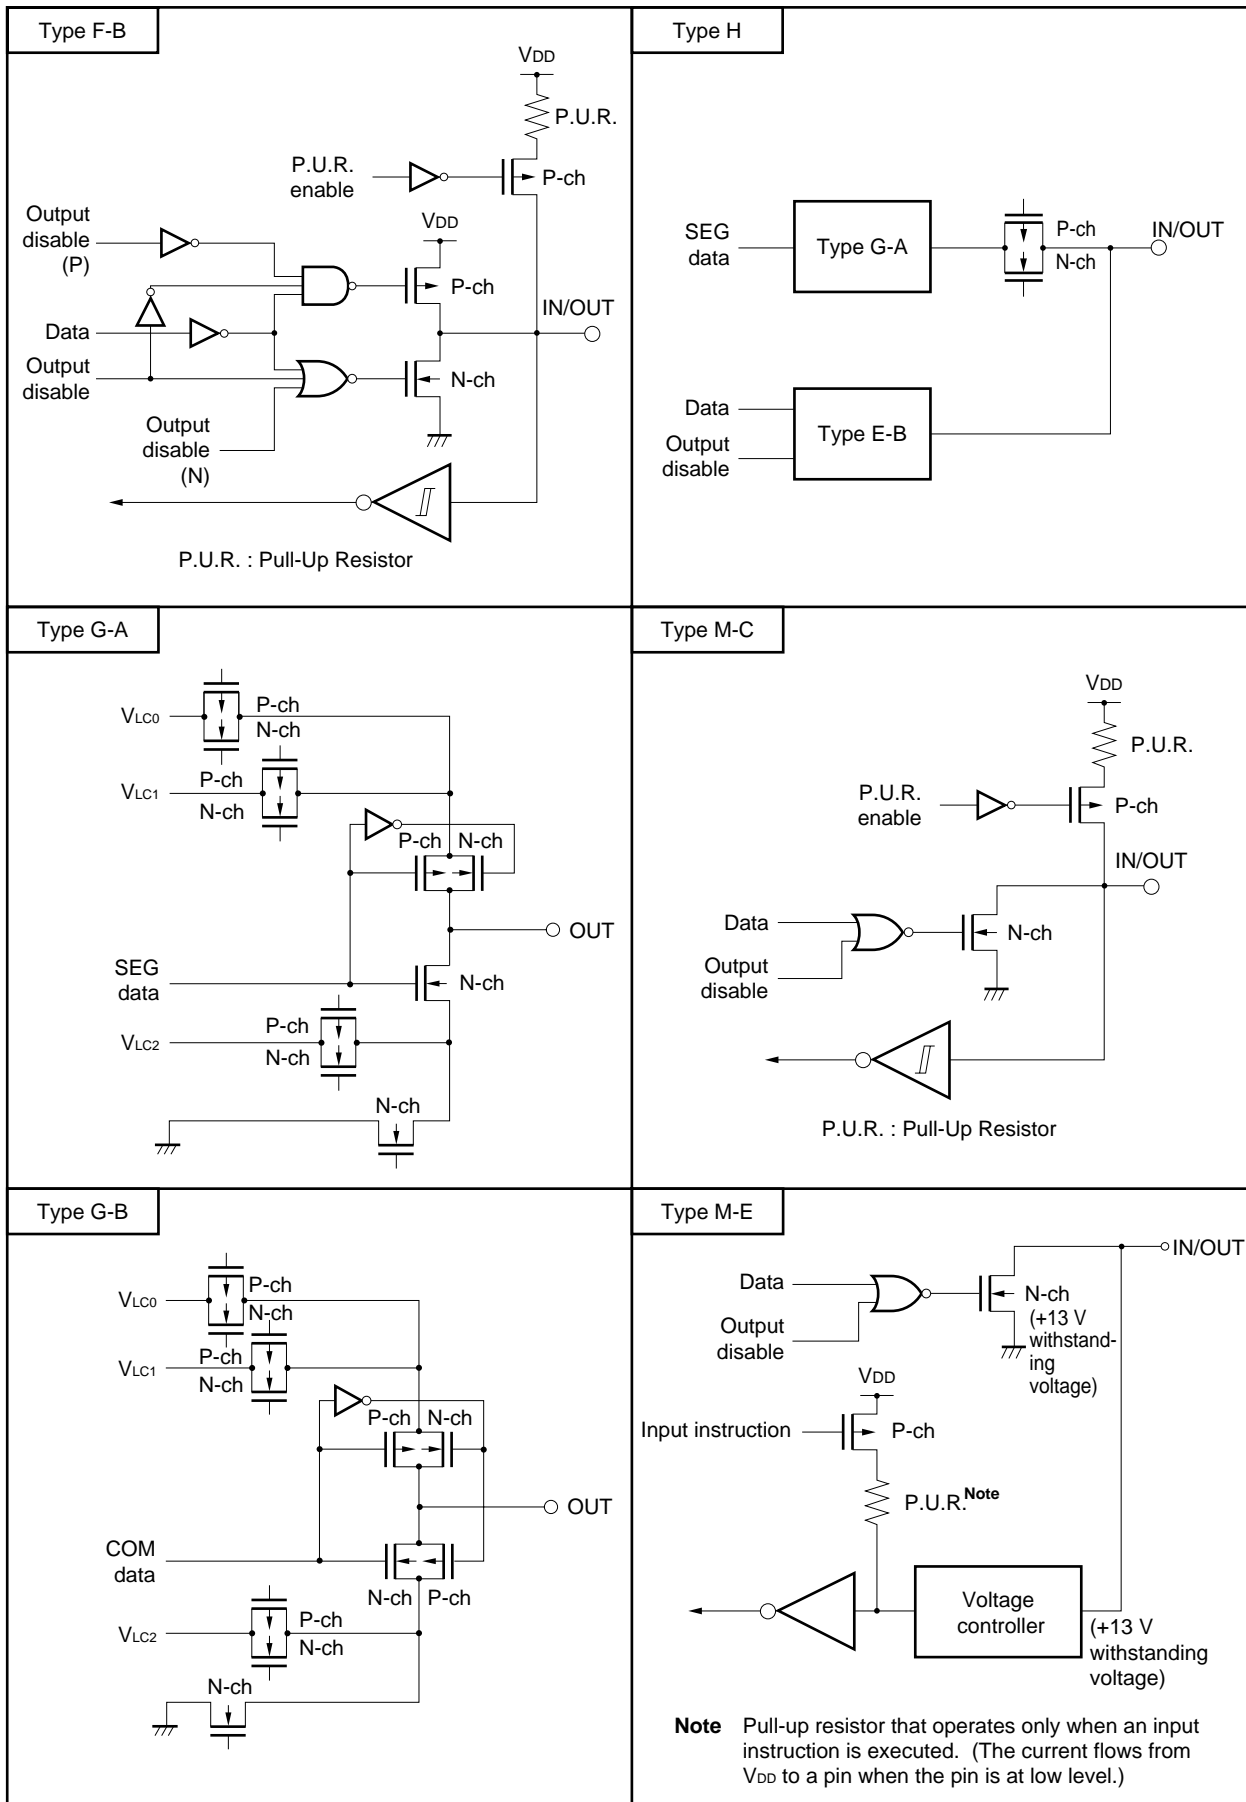 Type F-B
VDD
P.U.R.
P.U.R.
enable
P-ch
Output
disable
(P)
VDD
P-ch
IN/OUT
Data
Output
disable
N-ch
Output
disable
(N)
P.U.R. : Pull-Up Resistor
Type H
SEG
data
Type G-A
P-ch
N-ch
IN/OUT
Data
Output
disable
Type E-B
Type G-A
VLC0
P-ch
N-ch
VLC1
P-ch
N-ch
P-ch
N-ch
OUT
SEG
data
N-ch
VLC2
P-ch
N-ch
N-ch
Type M-C
VDD
P.U.R.
P.U.R.
enable
P-ch
IN/OUT
Data
Output
disable
N-ch
P.U.R. : Pull-Up Resistor
Type G-B
VLC0
P-ch
N-ch
VLC1
P-ch
N-ch
P-ch
N-ch
OUT
COM
data
N-ch
P-ch
VLC2
P-ch
N-ch
N-ch
Type M-E
IN/OUT
Data
Output
disable
N-ch
(+13 V
withstand-
ing
voltage)
VDD
Input instruction
P-ch
P.U.R.Note
Voltage
controller
(+13 V
withstanding
voltage)
Note Pull-up resistor that operates only when an input
instruction is executed. (The current flows from
VDD to a pin when the pin is at low level.)